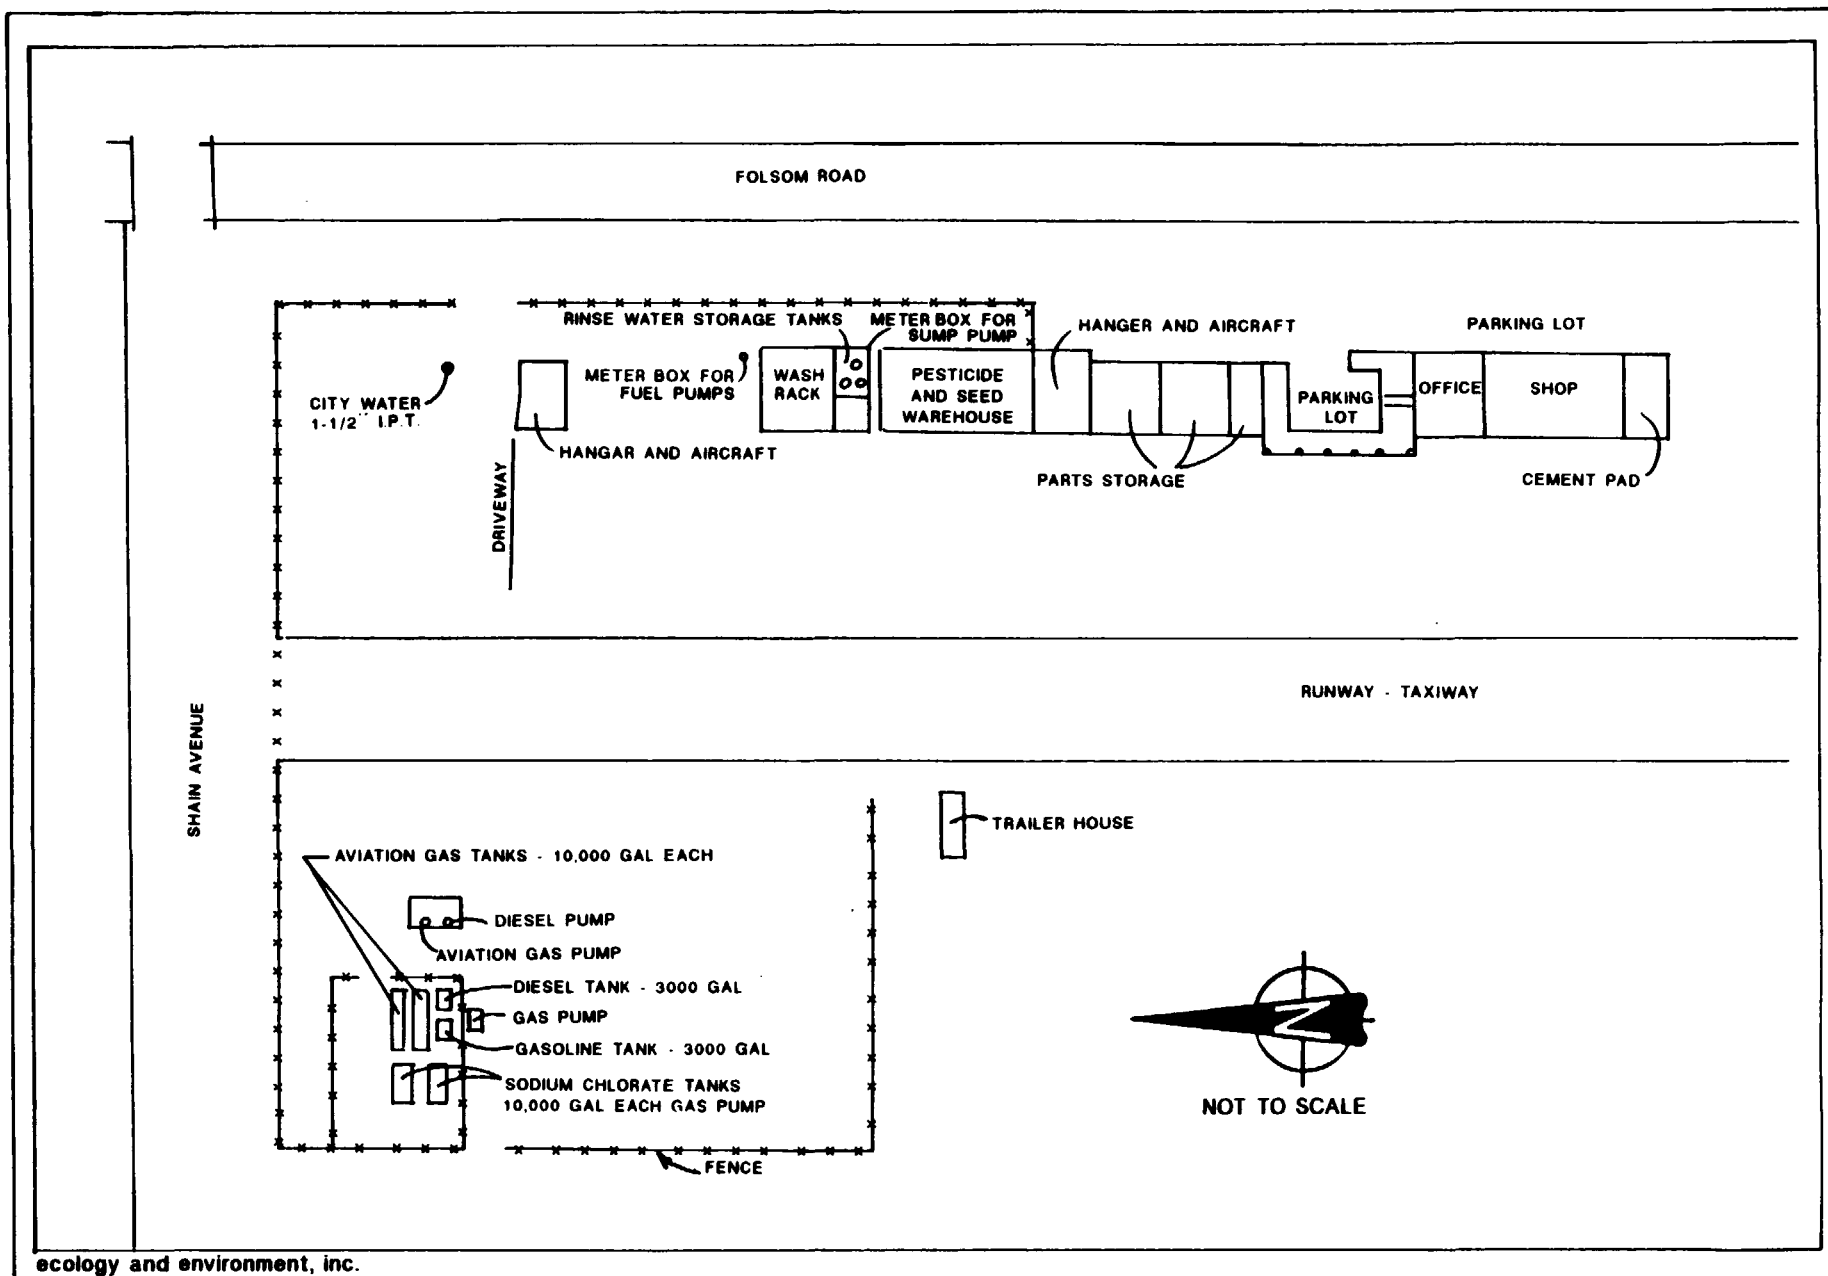 FOLSOM ROAD
RINSE WATER STORAGE TANKS
METER BOX FOR
SUMP PUMP
HANGER AND AIRCRAFT
PARKING LOT
CITY WATER
1-1/2" I.P.T.
METER BOX FOR
FUEL PUMPS
WASH
RACK
PESTICIDE
AND SEED
WAREHOUSE
PARKING
LOT
OFFICE
SHOP
HANGAR AND AIRCRAFT
PARTS STORAGE
CEMENT PAD
DRIVEWAY
RUNWAY - TAXIWAY
SHAIN AVENUE
TRAILER HOUSE
AVIATION GAS TANKS - 10,000 GAL EACH
DIESEL PUMP
AVIATION GAS PUMP
DIESEL TANK - 3000 GAL
GAS PUMP
GASOLINE TANK - 3000 GAL
SODIUM CHLORATE TANKS
10,000 GAL EACH GAS PUMP
FENCE
N
NOT TO SCALE
ecology and environment, inc.